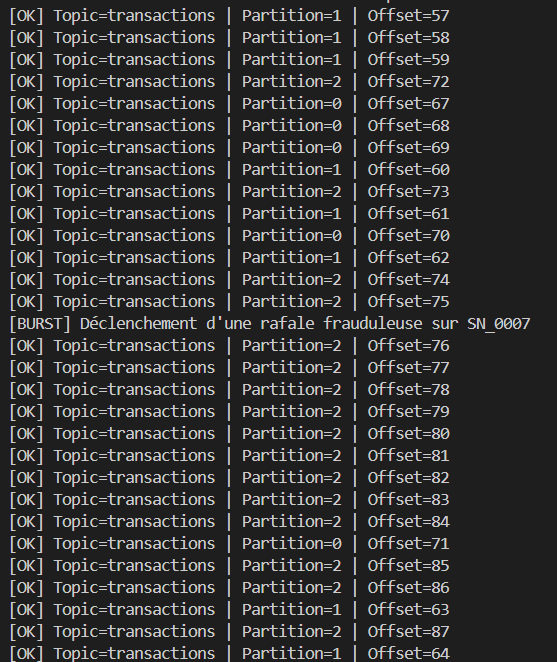 [OK] Topic=transactions | Partition=1 | Offset=57
[OK] Topic=transactions | Partition=1 | Offset=58
[OK] Topic=transactions | Partition=1 | Offset=59
[OK] Topic=transactions | Partition=2 | Offset=72
[OK] Topic=transactions | Partition=0 | Offset=67
[OK] Topic=transactions | Partition=0 | Offset=68
[OK] Topic=transactions | Partition=0 | Offset=69
[OK] Topic=transactions | Partition=1 | Offset=60
[OK] Topic=transactions | Partition=2 | Offset=73
[OK] Topic=transactions | Partition=1 | Offset=61
[OK] Topic=transactions | Partition=0 | Offset=70
[OK] Topic=transactions | Partition=1 | Offset=62
[OK] Topic=transactions | Partition=2 | Offset=74
[OK] Topic=transactions | Partition=2 | Offset=75
[BURST] Déclenchement d'une rafale frauduleuse sur SN_0007
[OK] Topic=transactions | Partition=2 | Offset=76
[OK] Topic=transactions | Partition=2 | Offset=77
[OK] Topic=transactions | Partition=2 | Offset=78
[OK] Topic=transactions | Partition=2 | Offset=79
[OK] Topic=transactions | Partition=2 | Offset=80
[OK] Topic=transactions | Partition=2 | Offset=81
[OK] Topic=transactions | Partition=2 | Offset=82
[OK] Topic=transactions | Partition=2 | Offset=83
[OK] Topic=transactions | Partition=2 | Offset=84
[OK] Topic=transactions | Partition=0 | Offset=71
[OK] Topic=transactions | Partition=2 | Offset=85
[OK] Topic=transactions | Partition=2 | Offset=86
[OK] Topic=transactions | Partition=1 | Offset=63
[OK] Topic=transactions | Partition=2 | Offset=87
[OK] Topic=transactions | Partition=1 | Offset=64